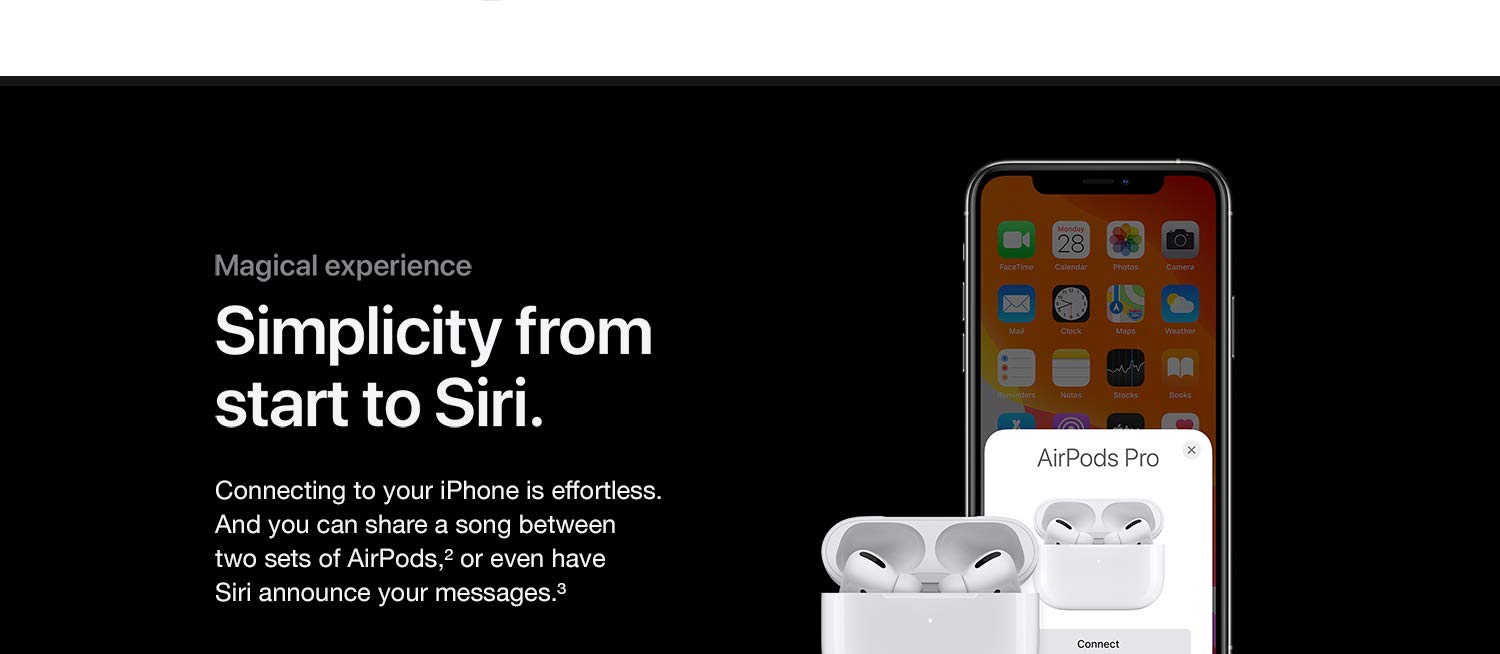 Magical experience
Simplicity from
start to Siri.
Connecting to your iPhone is effortless.
And you can share a song between
two sets of AirPods,² or even have
Siri announce your messages.³
Monday
28
FaceTime Calendar Photos Camera
Mail Clock Maps Weather
Reminders Notes Stocks Books
AirPods Pro
Connect